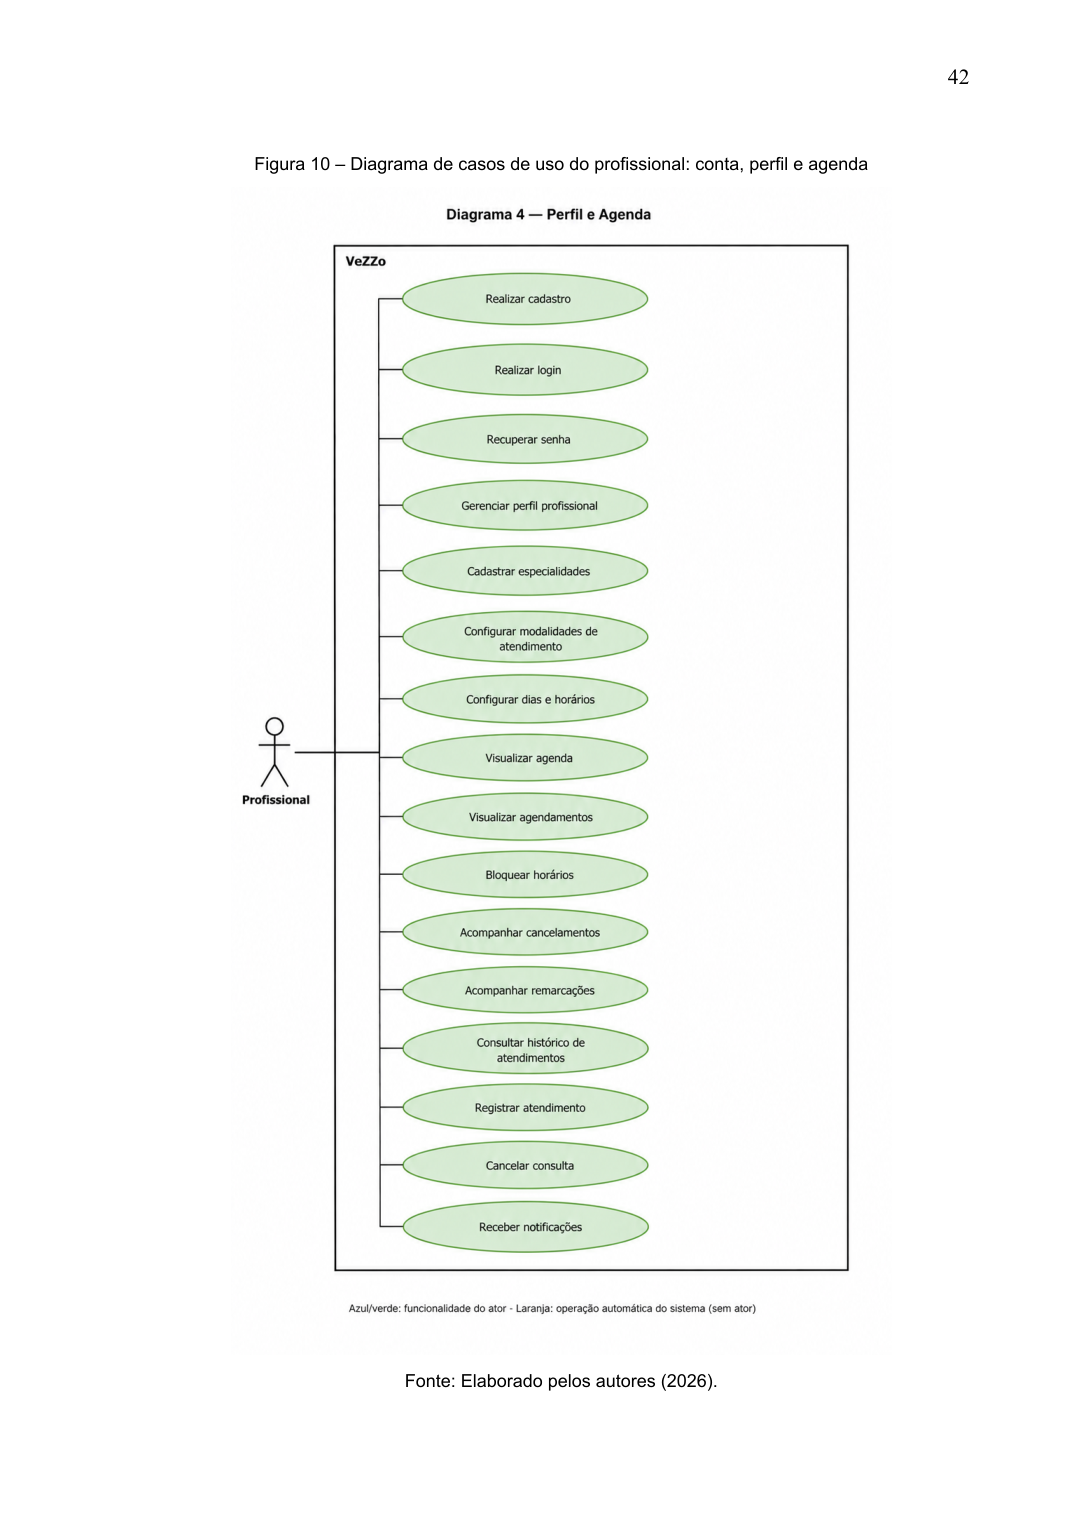 42
Figura 10 – Diagrama de casos de uso do profissional: conta, perfil e agenda
Diagrama 4 — Perfil e Agenda
VeZZo
Realizar cadastro
Realizar login
Recuperar senha
Gerenciar perfil profissional
Cadastrar especialidades
Configurar modalidades de
atendimento
Configurar dias e horários
Visualizar agenda
Profissional
Visualizar agendamentos
Bloquear horários
Acompanhar cancelamentos
Acompanhar remarcações
Consultar histórico de
atendimentos
Registrar atendimento
Cancelar consulta
Receber notificações
Azul/verde: funcionalidade do ator - Laranja: operação automática do sistema (sem ator)
Fonte: Elaborado pelos autores (2026).